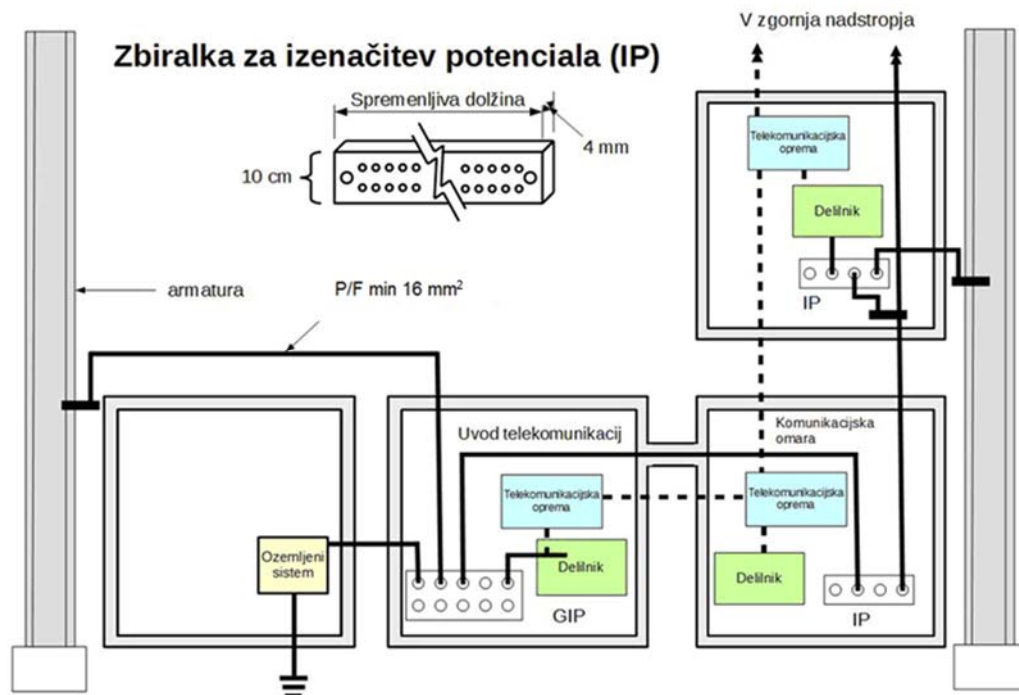 V zgornja nadstropja
Zbiralka za izenačitev potenciala (IP)
Spremenljiva dolžina
4 mm
10 cm
Telekomunikacijska
oprema
Delilnik
IP
armatura
P/F min 16 mm²
Uvod telekomunikacij
Komunikacijska
omara
Telekomunikacijska
oprema
Telekomunikacijska
oprema
Ozemljeni
sistem
Delilnik
Delilnik
GIP
IP